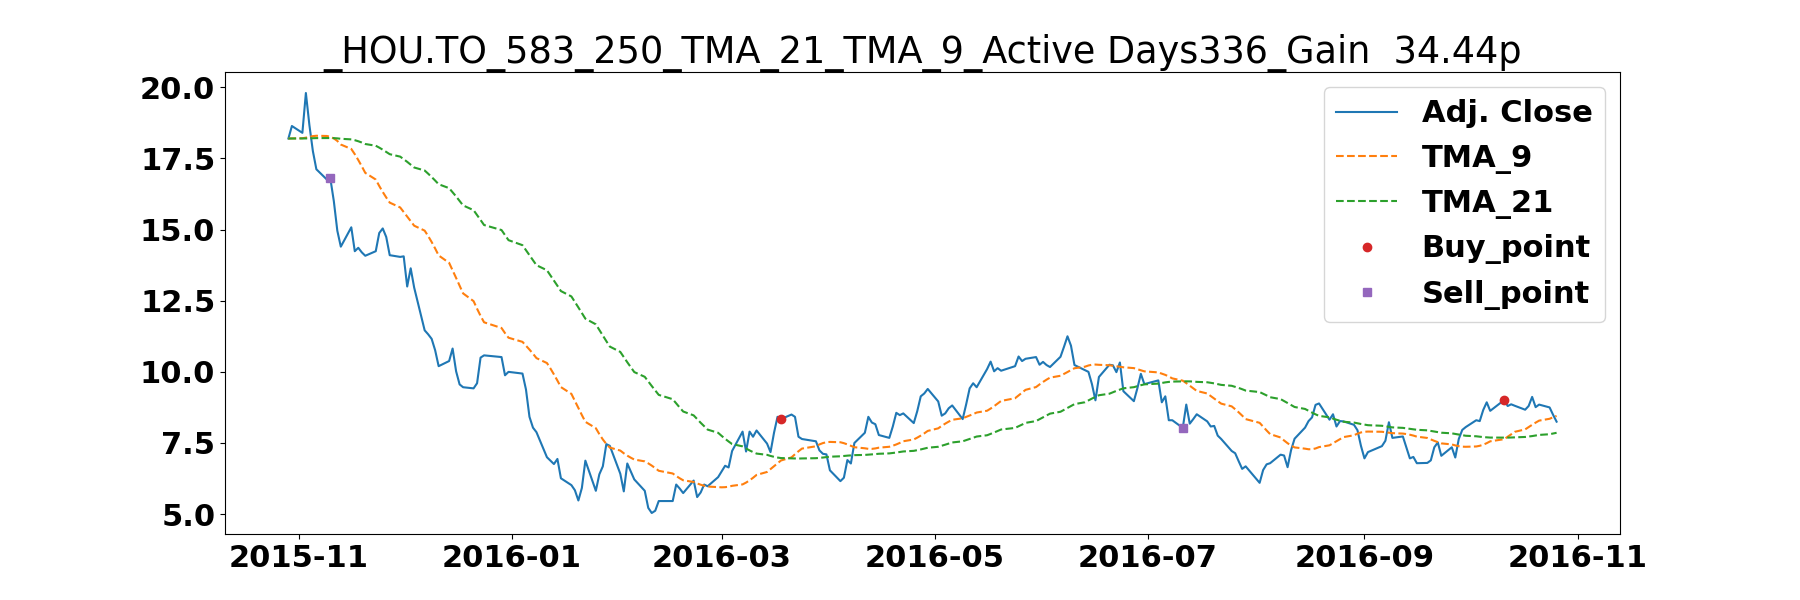 _HOU.TO_583_250_TMA_21_TMA_9_Active Days336_Gain  34.44p
20.0
17.5
15.0
12.5
10.0
7.5
5.0
Adj. Close
TMA_9
TMA_21
Buy_point
Sell_point
2015-11 2016-01 2016-03 2016-05 2016-07 2016-09 2016-11